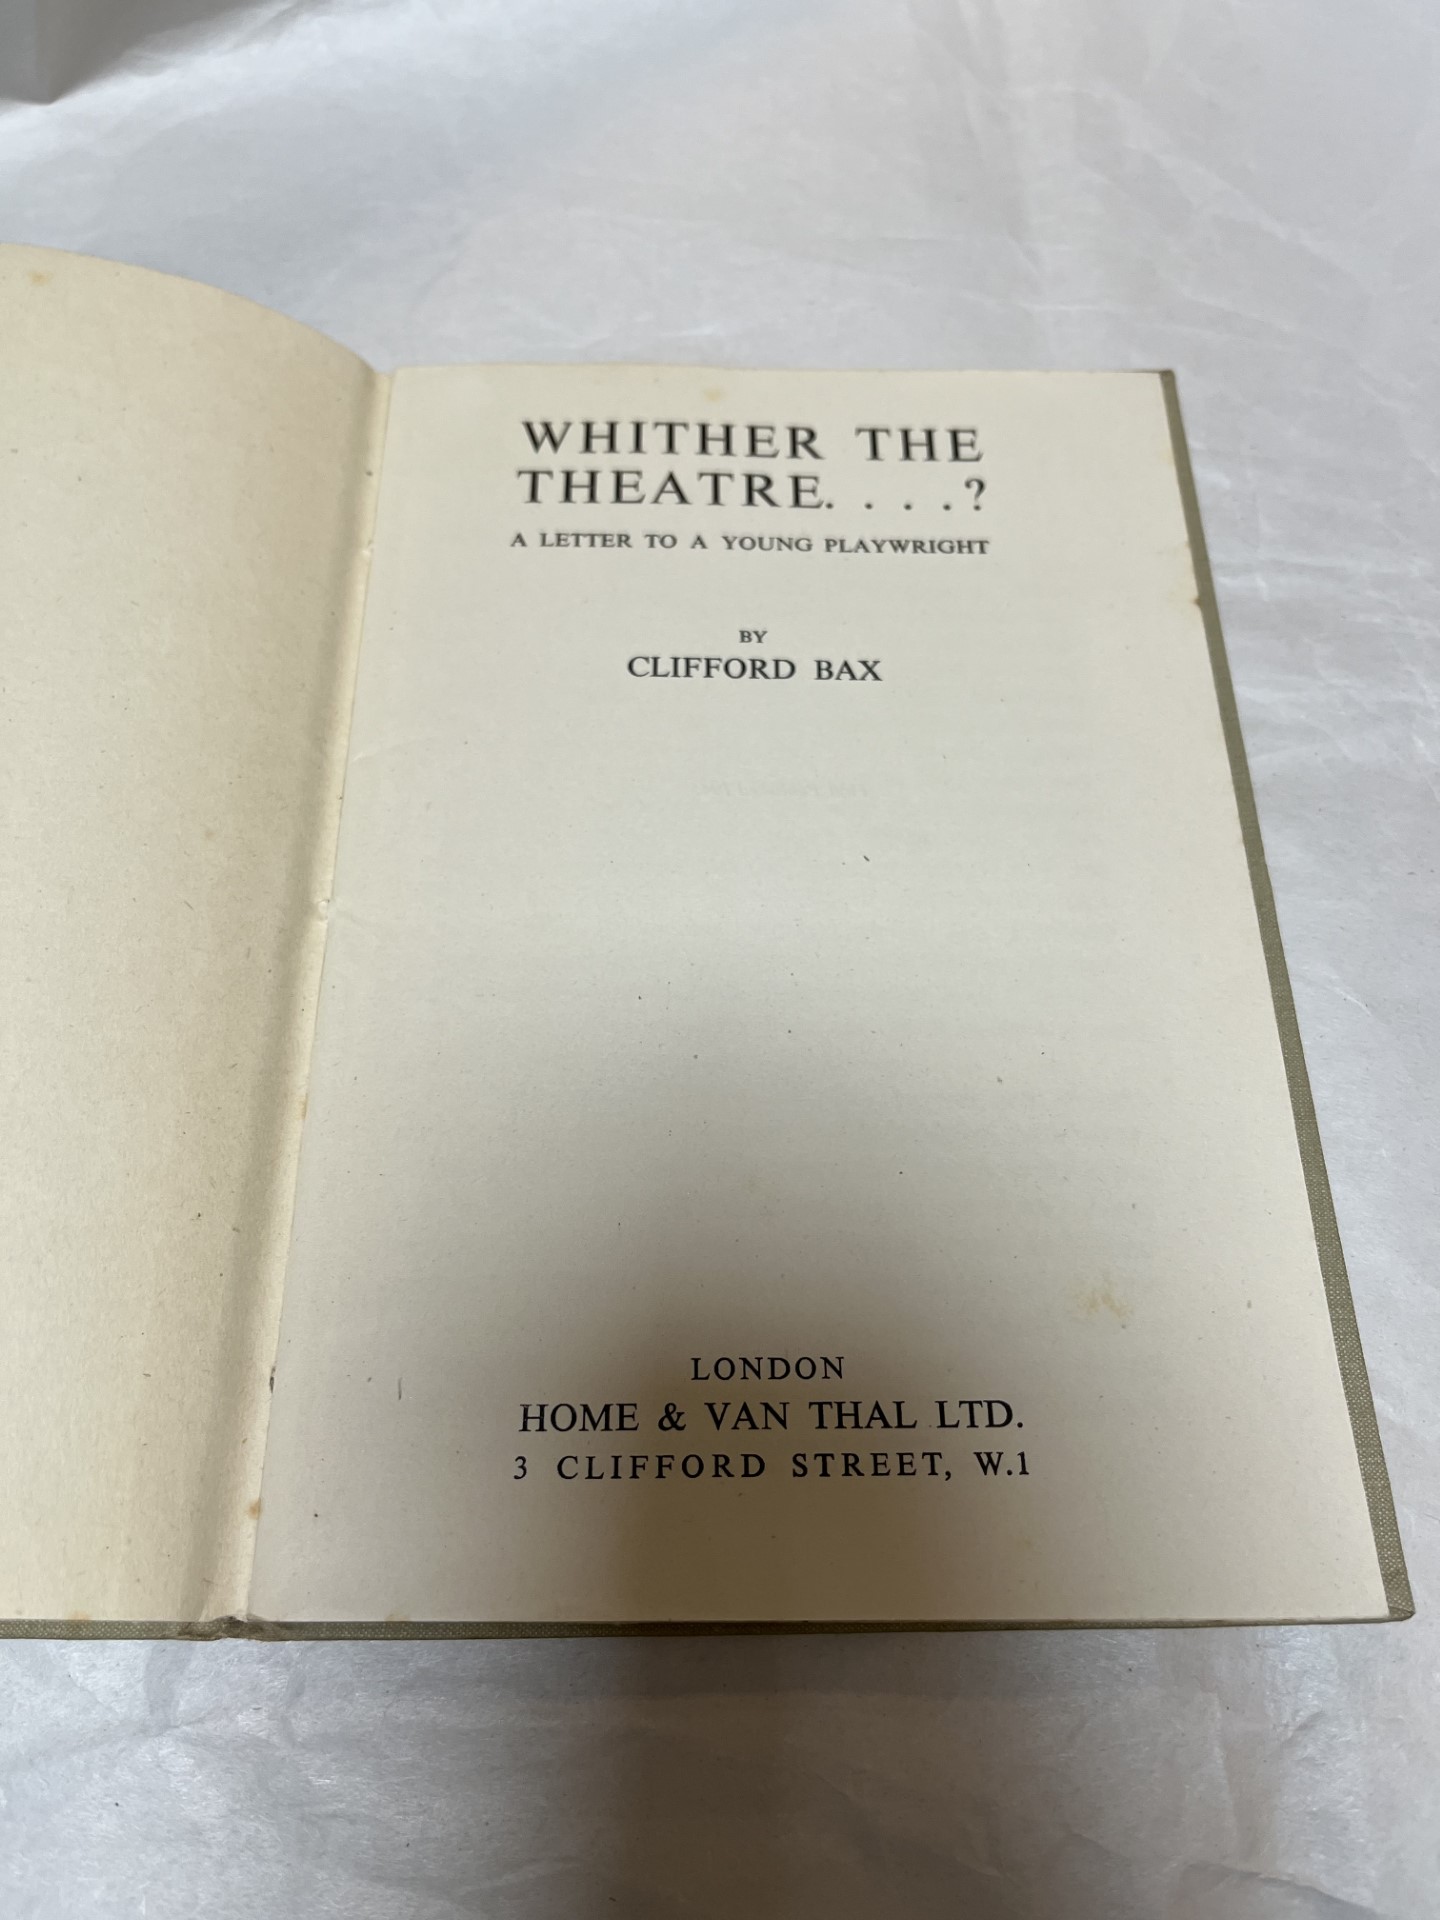 WHITHER THE
THEATRE. . . . ?
A LETTER TO A YOUNG PLAYWRIGHT
BY
CLIFFORD BAX
LONDON
HOME & VAN THAL LTD.
3 CLIFFORD STREET, W.1